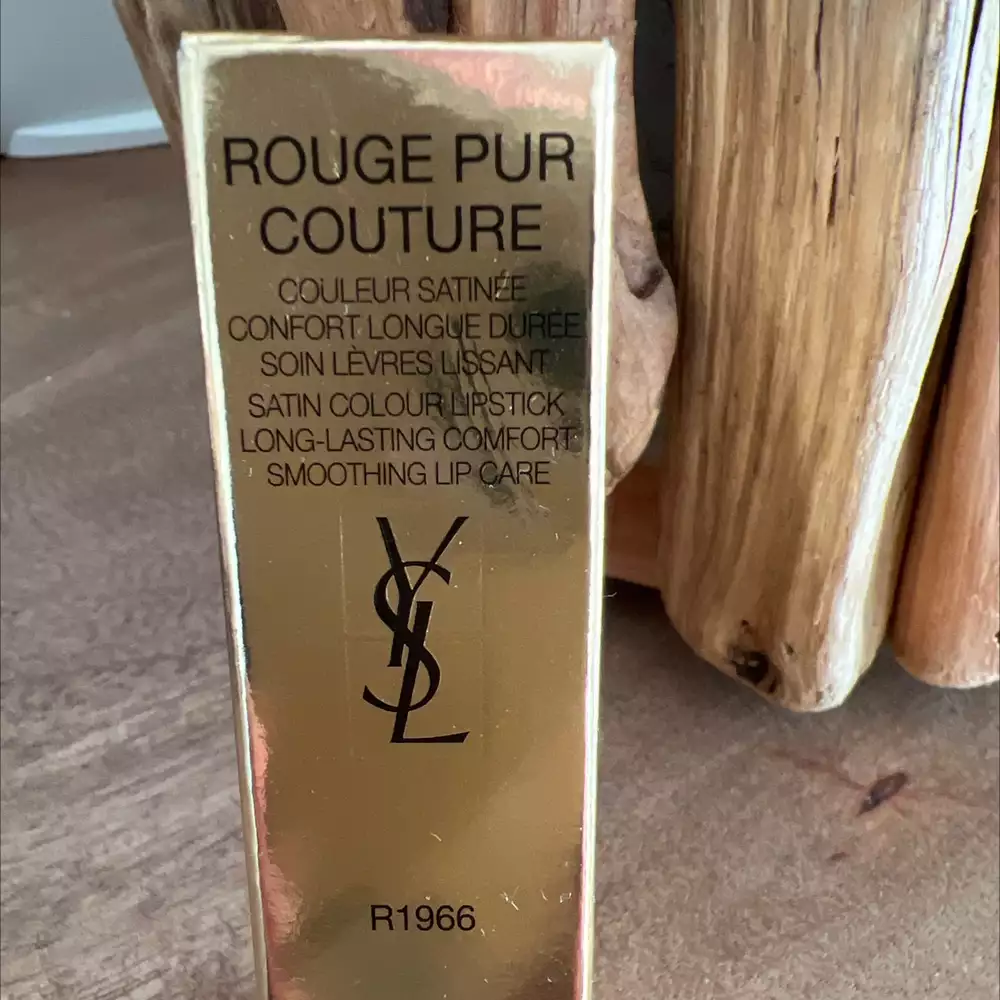 ROUGE PUR
COUTURE
COULEUR SATINÉE
CONFORT LONGUE DURÉE
SOIN LÈVRES LISSANT
SATIN COLOUR LIPSTICK
LONG-LASTING COMFORT
SMOOTHING LIP CARE
YSL
R1966